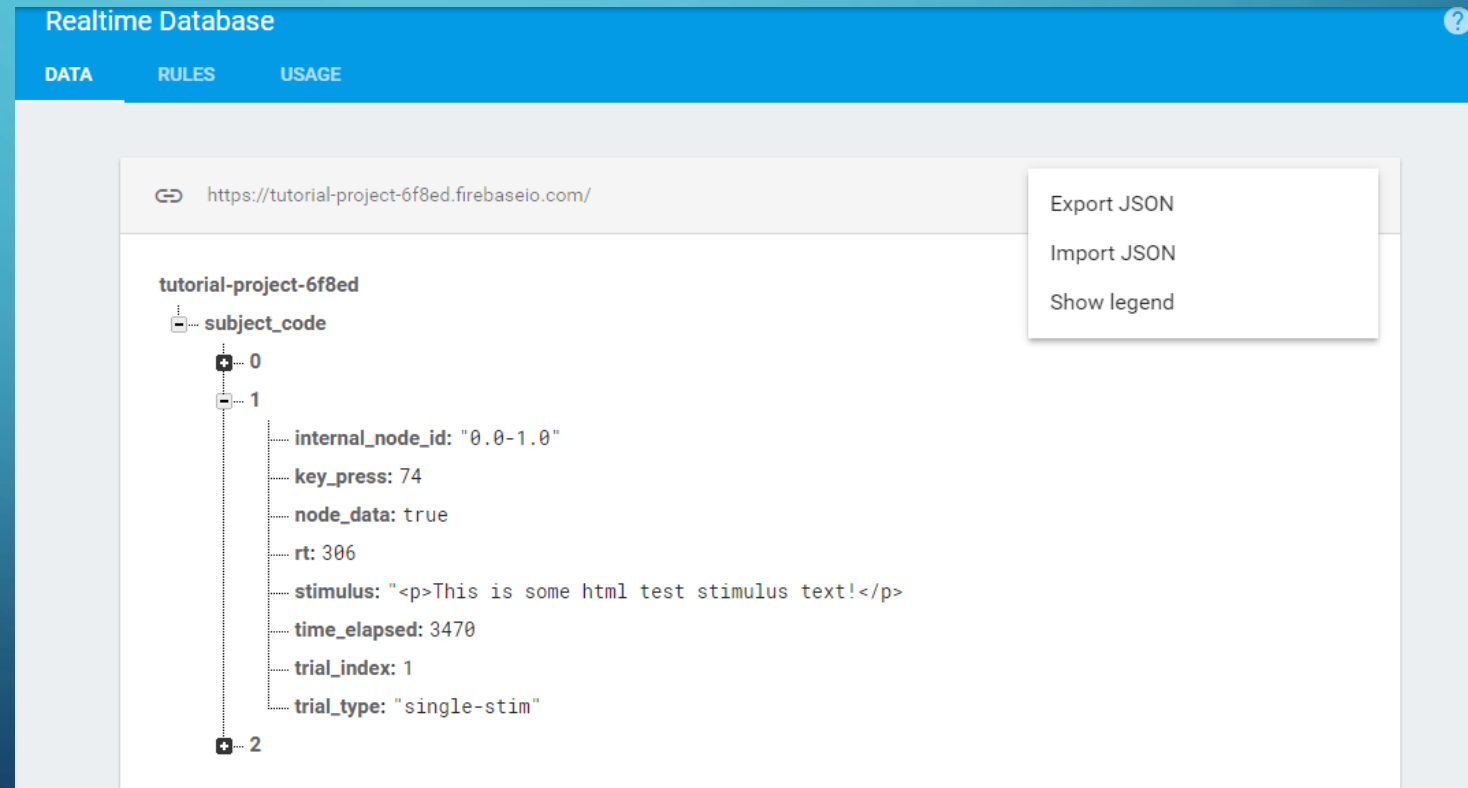 Realtime Database
?
DATA RULES USAGE
https://tutorial-project-6f8ed.firebaseio.com/
Export JSON
Import JSON
Show legend
tutorial-project-6f8ed
subject_code
0
1
internal_node_id: "0.0-1.0"
key_press: 74
node_data: true
rt: 306
stimulus: "<p>This is some html test stimulus text!</p>
time_elapsed: 3470
trial_index: 1
trial_type: "single-stim"
2